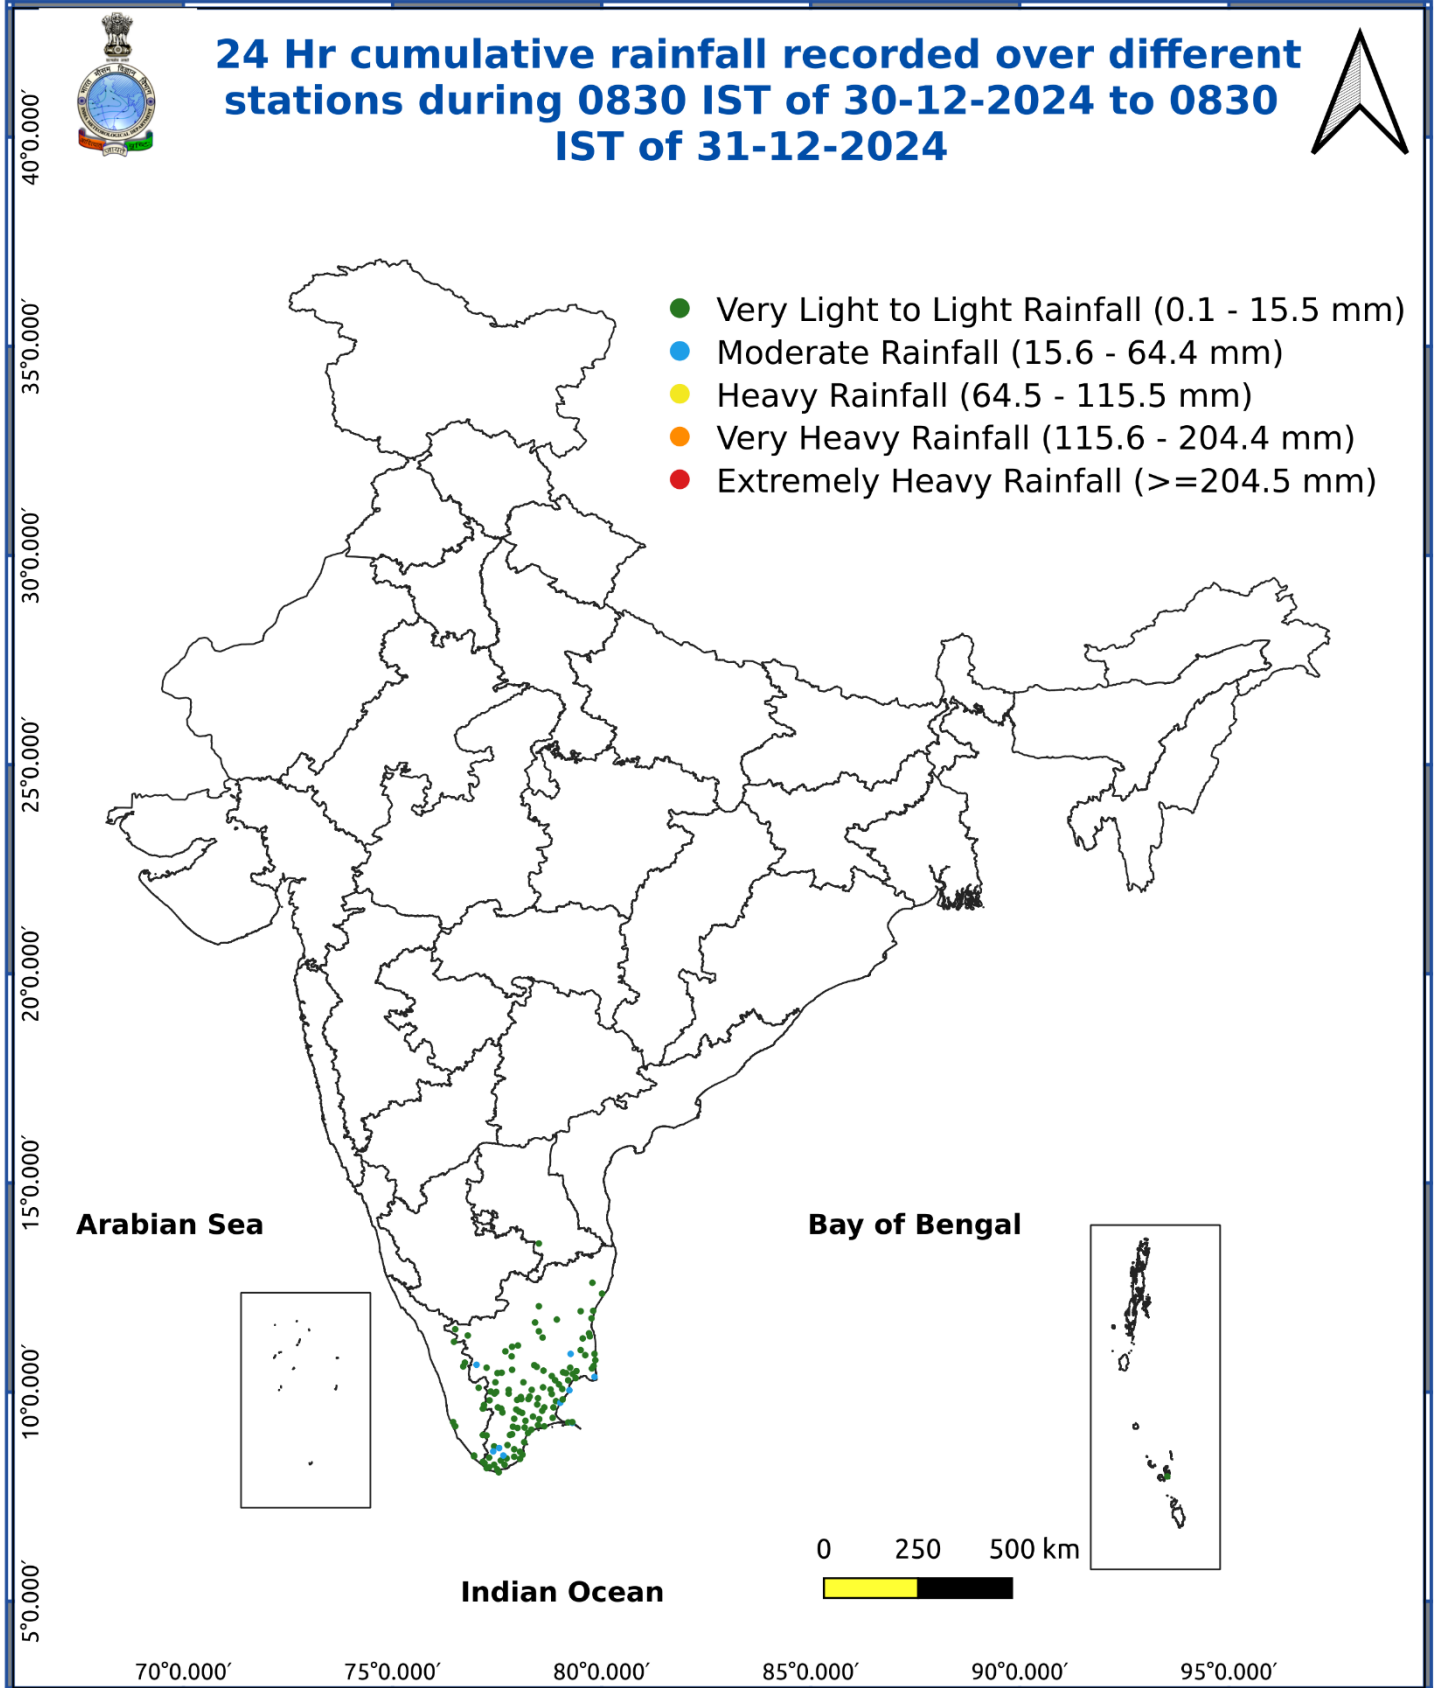 24 Hr cumulative rainfall recorded over different
stations during 0830 IST of 30-12-2024 to 0830
IST of 31-12-2024
Very Light to Light Rainfall (0.1 - 15.5 mm)
Moderate Rainfall (15.6 - 64.4 mm)
Heavy Rainfall (64.5 - 115.5 mm)
Very Heavy Rainfall (115.6 - 204.4 mm)
Extremely Heavy Rainfall (>=204.5 mm)
40°0.000′
35°0.000′
30°0.000′
25°0.000′
20°0.000′
15°0.000′
10°0.000′
5°0.000′
Arabian Sea
Bay of Bengal
Indian Ocean
0 250 500 km
70°0.000′ 75°0.000′ 80°0.000′ 85°0.000′ 90°0.000′ 95°0.000′